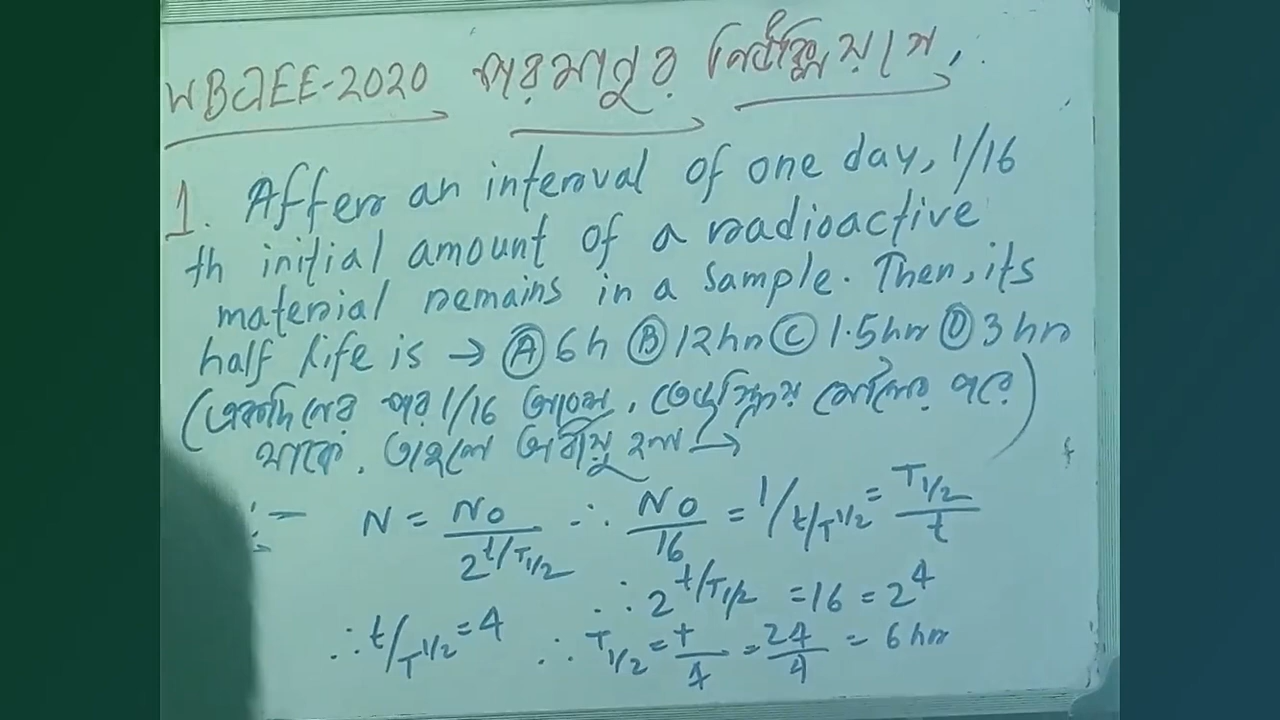 WBJEE-2020 পরমাণুর নিউক্লিয়াসে,
1. After an interval of one day, 1/16
th initial amount of a radioactive
material remains in a sample. Then, its
half life is → Ⓐ 6h Ⓑ 12hr Ⓒ 1.5hr Ⓓ 3hr
(একদিনের পর 1/16 অংশ, তেজস্ক্রিয় মৌলের পরে
থাকে. তাহলে অর্ধায়ু হল →)
:- N = N0/2^t/T1/2 ∴ N0/16 = 1/t/T1/2 = T1/2/t
∴ 2^t/T1/2 = 16 = 2^4
∴ t/T1/2 = 4 ∴ T1/2 = t/4 = 24/4 = 6hr